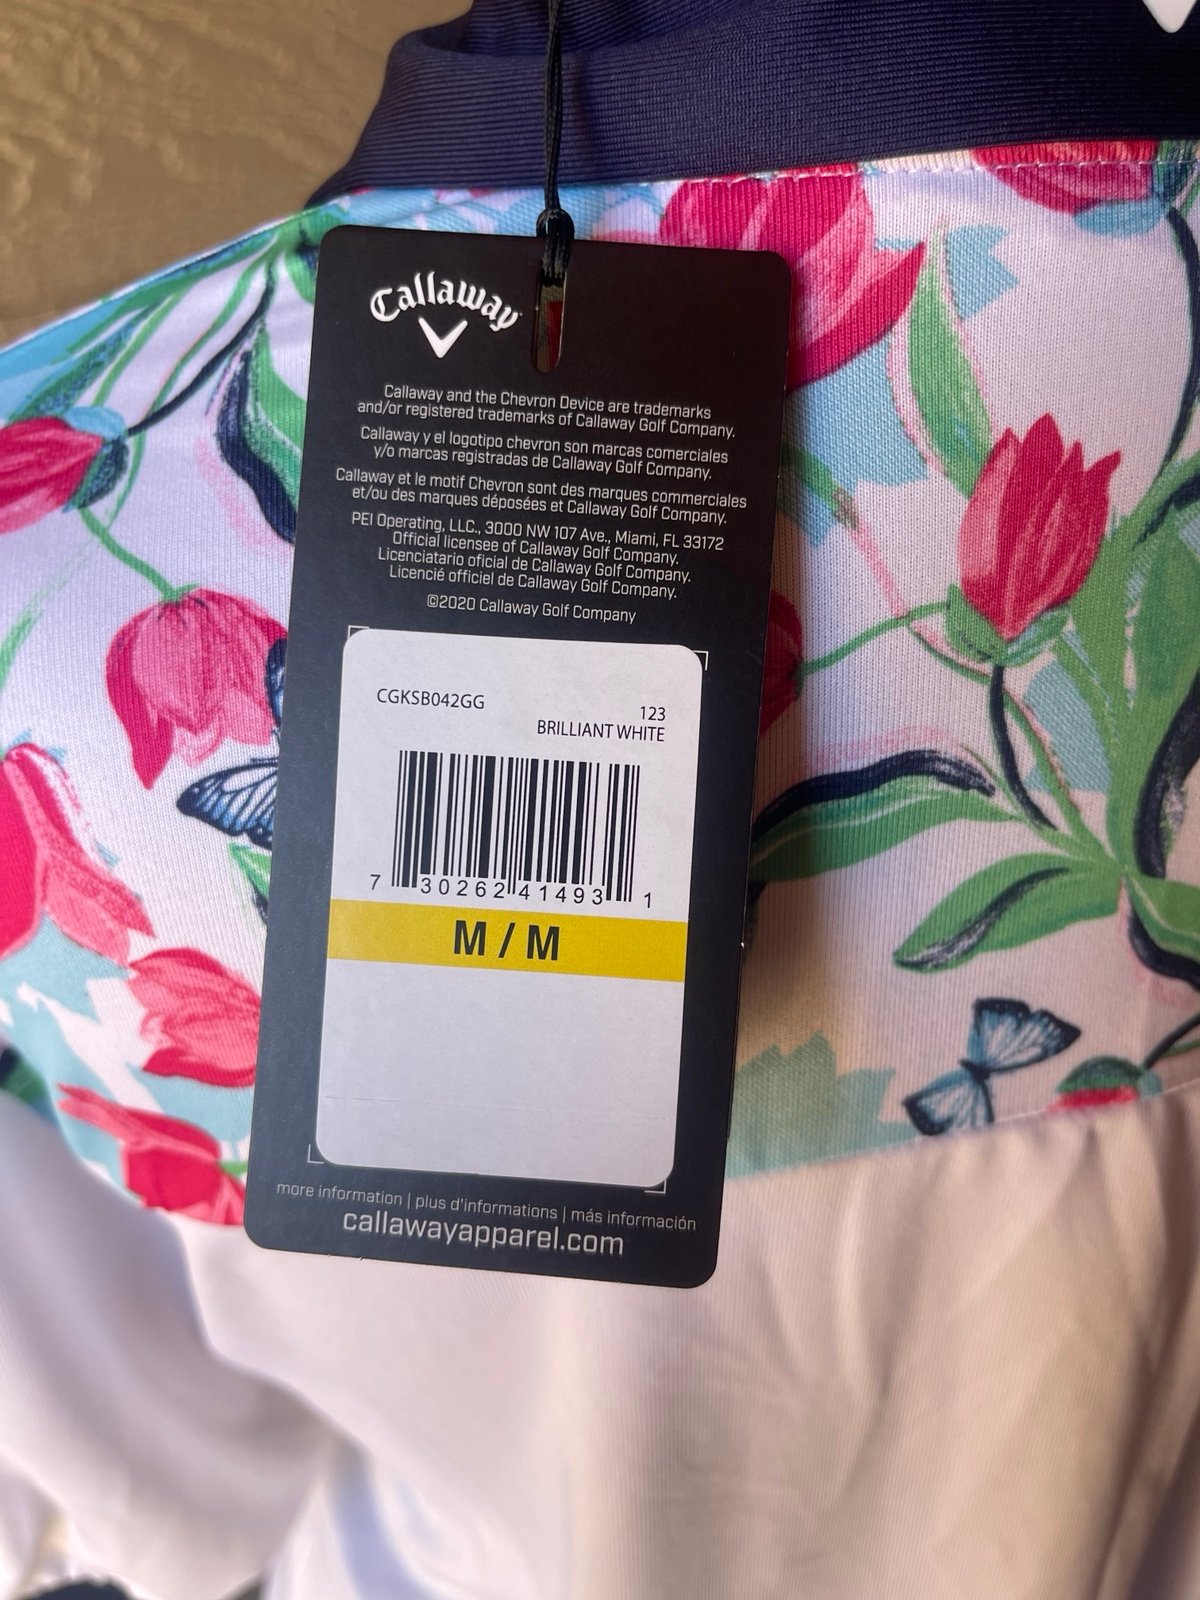 Callaway
Callaway and the Chevron Device are trademarks
and/or registered trademarks of Callaway Golf Company.
Callaway y el logotipo chevron son marcas comerciales
y/o marcas registradas de Callaway Golf Company.
Callaway et le motif Chevron sont des marques commerciales
et/ou des marques déposées et Callaway Golf Company.
PEI Operating, LLC., 3000 NW 107 Ave., Miami, FL 33172
Official licensee of Callaway Golf Company.
Licenciatario oficial de Callaway Golf Company.
Licencié officiel de Callaway Golf Company.
©2020 Callaway Golf Company
CGKSB042GG
123
BRILLIANT WHITE
7 30262 41493 1
M / M
more information | plus d'informations | más información
callawayapparel.com